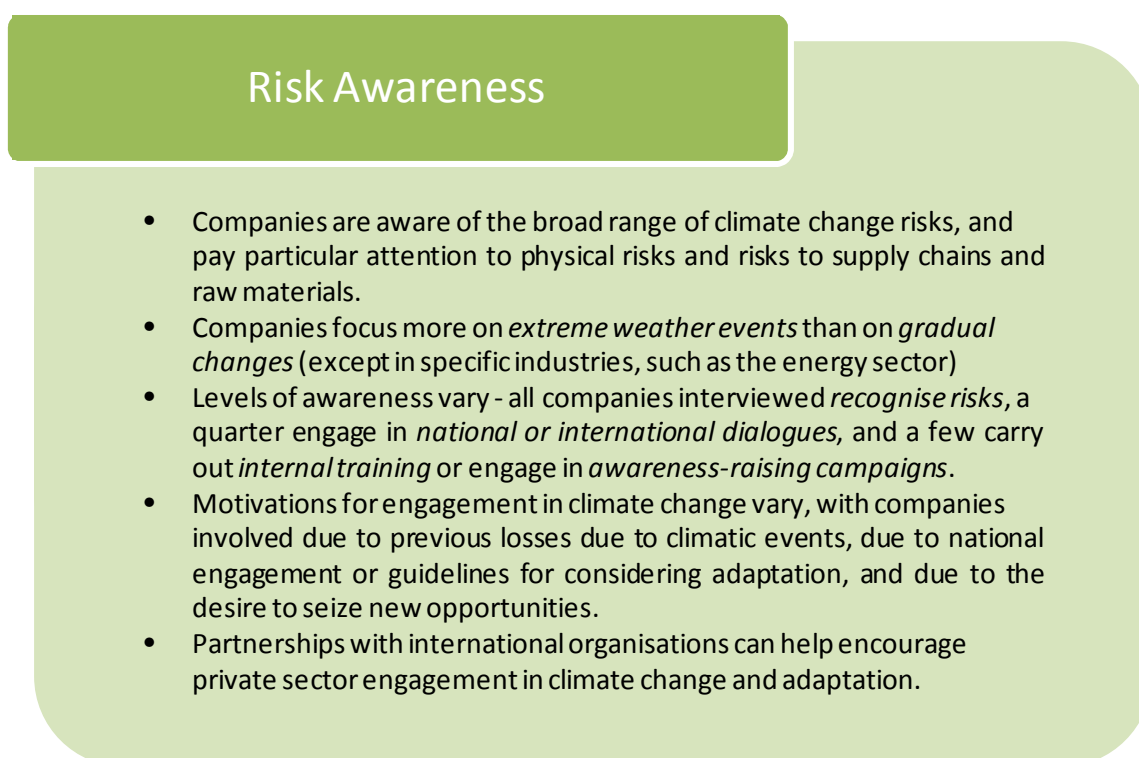 Risk Awareness
• Companies are aware of the broad range of climate change risks, and
pay particular attention to physical risks and risks to supply chains and
raw materials.
• Companies focus more on extreme weather events than on gradual
changes (except in specific industries, such as the energy sector)
• Levels of awareness vary - all companies interviewed recognise risks, a
quarter engage in national or international dialogues, and a few carry
out internal training or engage in awareness-raising campaigns.
• Motivations for engagement in climate change vary, with companies
involved due to previous losses due to climatic events, due to national
engagement or guidelines for considering adaptation, and due to the
desire to seize new opportunities.
• Partnerships with international organisations can help encourage
private sector engagement in climate change and adaptation.